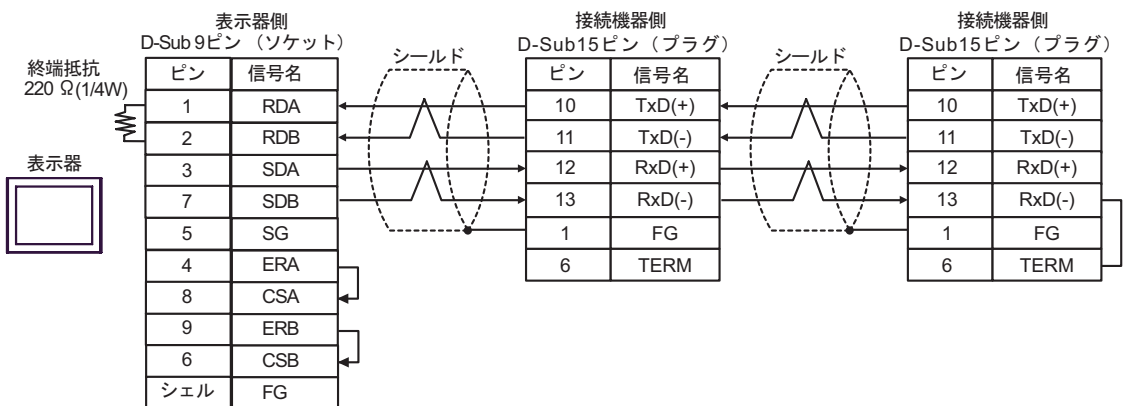 表示器側
D-Sub 9ピン （ソケット）
終端抵抗
220 Ω(1/4W)
表示器
ピン 信号名
1 RDA
2 RDB
3 SDA
7 SDB
5 SG
4 ERA
8 CSA
9 ERB
6 CSB
シェル FG
シールド
接続機器側
D-Sub15ピン（プラグ）
ピン 信号名
10 TxD(+)
11 TxD(-)
12 RxD(+)
13 RxD(-)
1 FG
6 TERM
シールド
接続機器側
D-Sub15ピン（プラグ）
ピン 信号名
10 TxD(+)
11 TxD(-)
12 RxD(+)
13 RxD(-)
1 FG
6 TERM